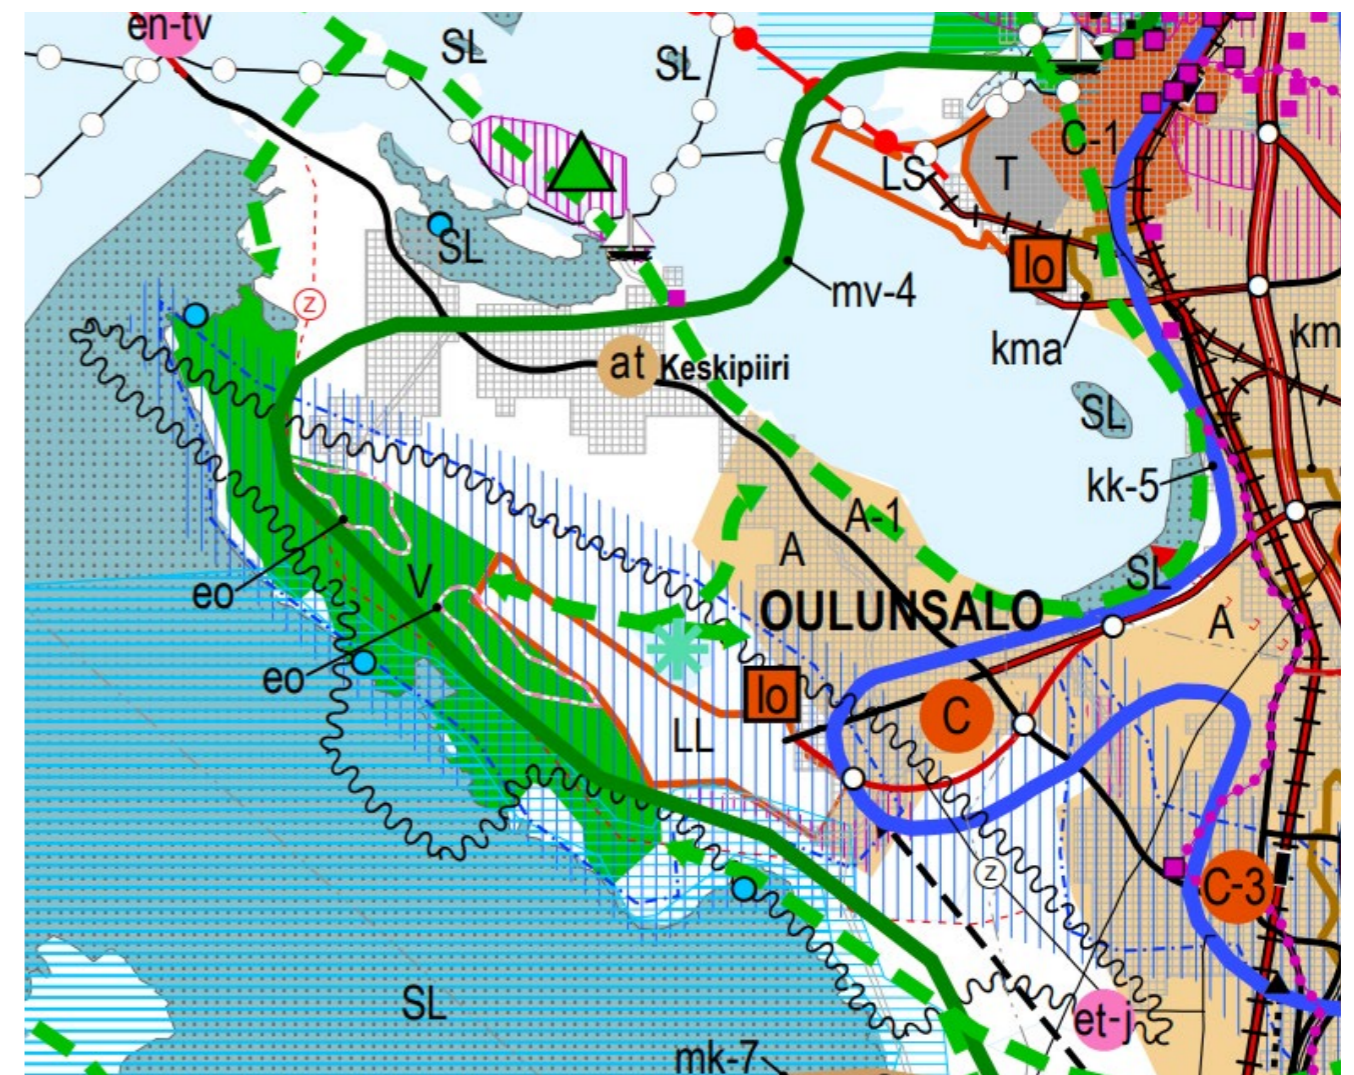 en-tv
SL
SL
C-1
LS
T
SL
lo
mv-4
z
kma
km
at
Keskipiiri
SL
kk-5
A-1
A
V
eo
SL
OULUNSALO
A
eo
lo
C
LL
z
C-3
SL
et-j
mk-7